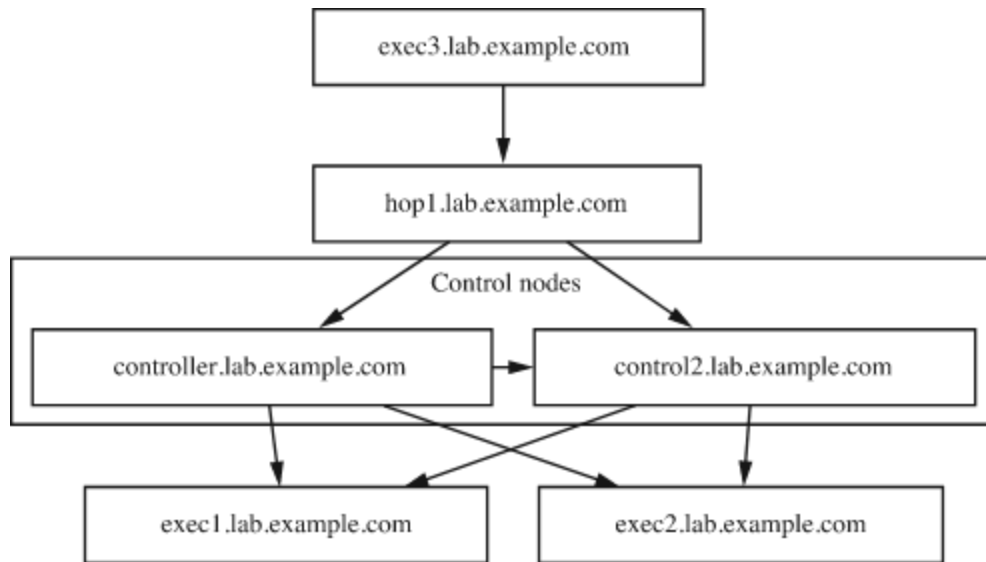 exec3.lab.example.com
hop1.lab.example.com
Control nodes
controller.lab.example.com
control2.lab.example.com
exec1.lab.example.com
exec2.lab.example.com